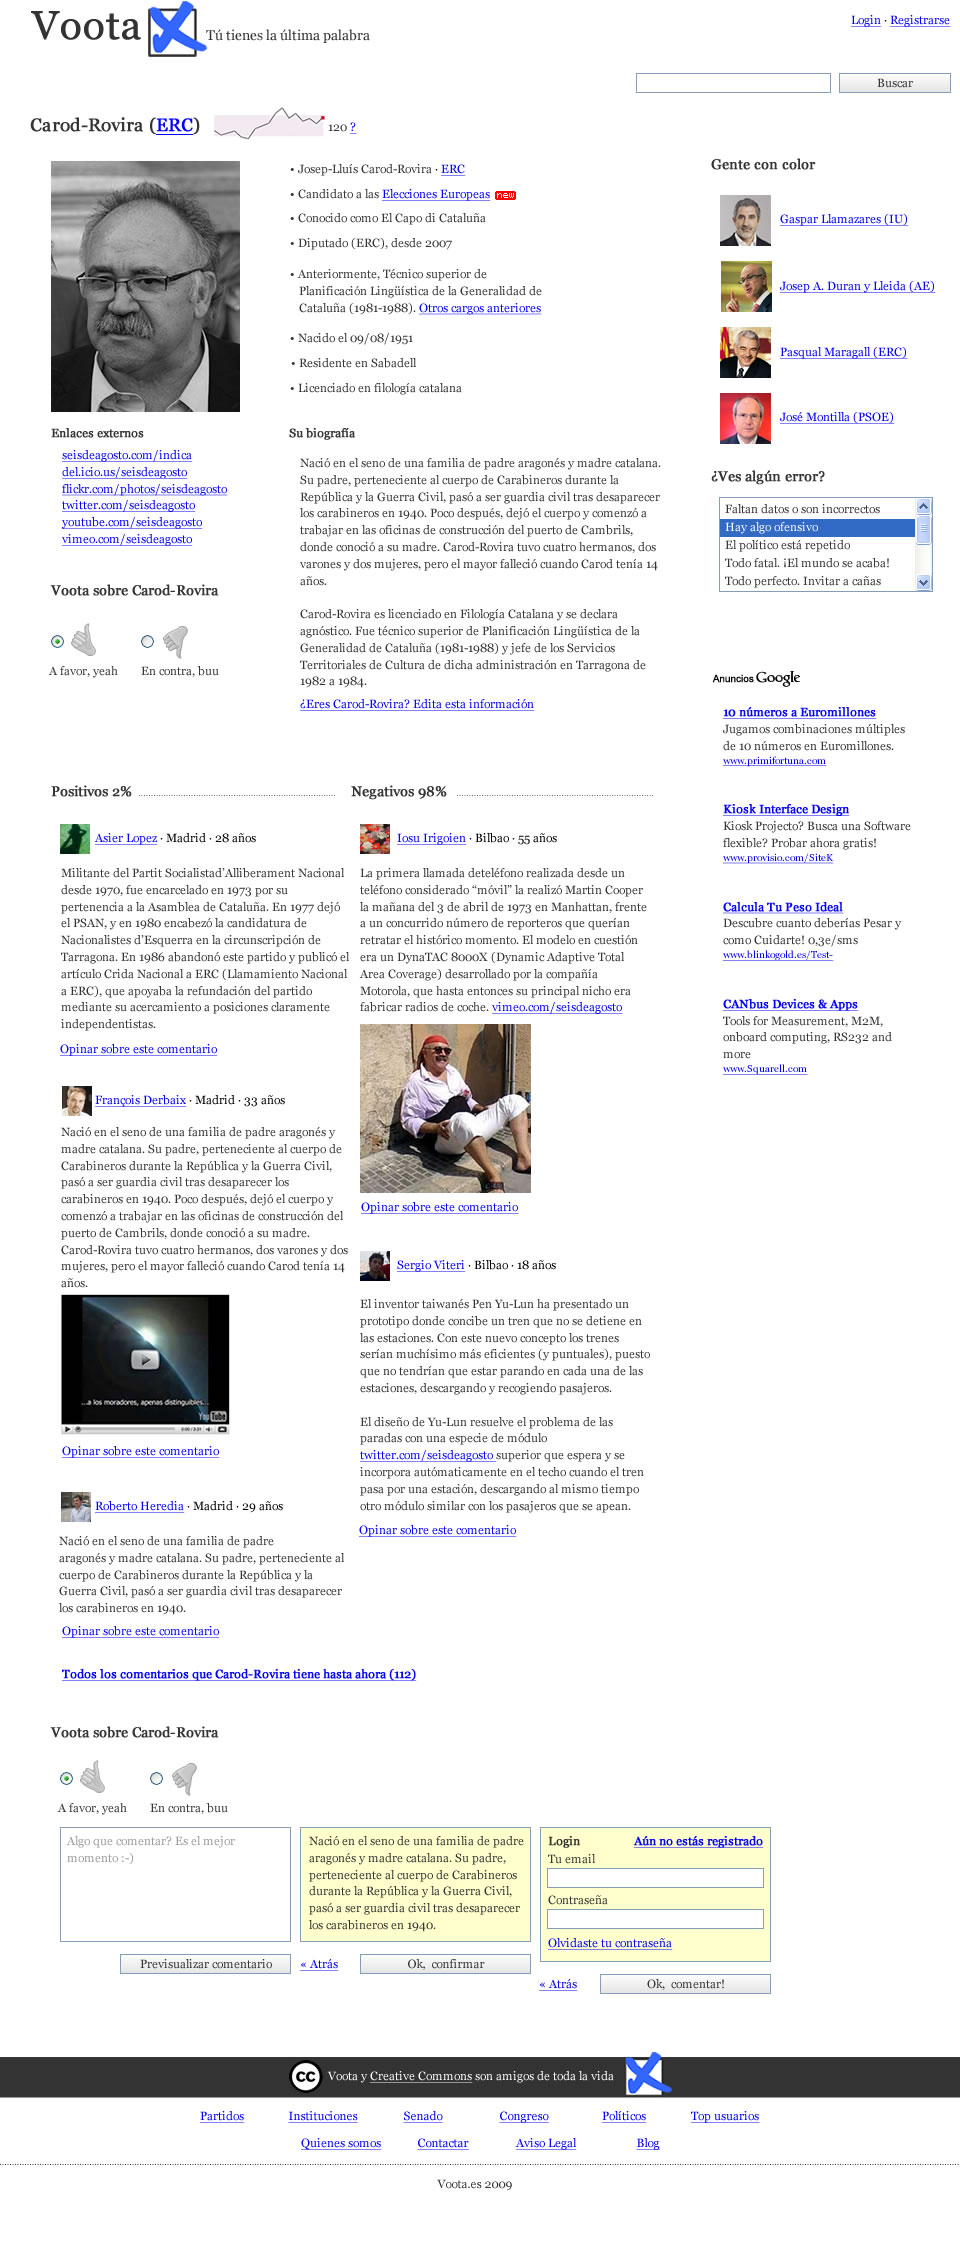 Voota Tú tienes la última palabra
Login · Registrarse
Buscar
Carod-Rovira (ERC) 120 ?
• Josep-Lluís Carod-Rovira · ERC
• Candidato a las Elecciones Europeas new
• Conocido como El Capo di Cataluña
• Diputado (ERC), desde 2007
• Anteriormente, Técnico superior de
Planificación Lingüística de la Generalidad de
Cataluña (1981-1988). Otros cargos anteriores
• Nacido el 09/08/1951
• Residente en Sabadell
• Licenciado en filología catalana
Enlaces externos
seisdeagosto.com/indica
del.icio.us/seisdeagosto
flickr.com/photos/seisdeagosto
twitter.com/seisdeagosto
youtube.com/seisdeagosto
vimeo.com/seisdeagosto
Voota sobre Carod-Rovira
A favor, yeah
En contra, buu
Su biografía
Nació en el seno de una familia de padre aragonés y madre catalana.
Su padre, perteneciente al cuerpo de Carabineros durante la
República y la Guerra Civil, pasó a ser guardia civil tras desaparecer
los carabineros en 1940. Poco después, dejó el cuerpo y comenzó a
trabajar en las oficinas de construcción del puerto de Cambrils,
donde conoció a su madre. Carod-Rovira tuvo cuatro hermanos, dos
varones y dos mujeres, pero el mayor falleció cuando Carod tenía 14
años.
Carod-Rovira es licenciado en Filología Catalana y se declara
agnóstico. Fue técnico superior de Planificación Lingüística de la
Generalidad de Cataluña (1981-1988) y jefe de los Servicios
Territoriales de Cultura de dicha administración en Tarragona de
1982 a 1984.
¿Eres Carod-Rovira? Edita esta información
Gente con color
Gaspar Llamazares (IU)
Josep A. Duran y Lleida (AE)
Pasqual Maragall (ERC)
José Montilla (PSOE)
¿Ves algún error?
Faltan datos o son incorrectos
Hay algo ofensivo
El político está repetido
Todo fatal. ¡El mundo se acaba!
Todo perfecto. Invitar a cañas
Anuncios Google
10 números a Euromillones
Jugamos combinaciones múltiples
de 10 números en Euromillones.
www.primifortuna.com
Kiosk Interface Design
Kiosk Projecto? Busca una Software
flexible? Probar ahora gratis!
www.provisio.com/SiteK
Calcula Tu Peso Ideal
Descubre cuanto deberías Pesar y
como Cuidarte! 0,3e/sms
www.blinkogold.es/Test-
CANbus Devices & Apps
Tools for Measurement, M2M,
onboard computing, RS232 and
more
www.Squarell.com
Positivos 2%
Asier Lopez · Madrid · 28 años
Militante del Partit Socialistad'Alliberament Nacional
desde 1970, fue encarcelado en 1973 por su
pertenencia a la Asamblea de Cataluña. En 1977 dejó
el PSAN, y en 1980 encabezó la candidatura de
Nacionalistes d'Esquerra en la circunscripción de
Tarragona. En 1986 abandonó este partido y publicó el
artículo Crida Nacional a ERC (Llamamiento Nacional
a ERC), que apoyaba la refundación del partido
mediante su acercamiento a posiciones claramente
independentistas.
Opinar sobre este comentario
François Derbaix · Madrid · 33 años
Nació en el seno de una familia de padre aragonés y
madre catalana. Su padre, perteneciente al cuerpo de
Carabineros durante la República y la Guerra Civil,
pasó a ser guardia civil tras desaparecer los
carabineros en 1940. Poco después, dejó el cuerpo y
comenzó a trabajar en las oficinas de construcción del
puerto de Cambrils, donde conoció a su madre.
Carod-Rovira tuvo cuatro hermanos, dos varones y dos
mujeres, pero el mayor falleció cuando Carod tenía 14
años.
...a los moradores, apenas distinguibles...
You Tube
Opinar sobre este comentario
Roberto Heredia · Madrid · 29 años
Nació en el seno de una familia de padre
aragonés y madre catalana. Su padre, perteneciente al
cuerpo de Carabineros durante la República y la
Guerra Civil, pasó a ser guardia civil tras desaparecer
los carabineros en 1940.
Opinar sobre este comentario
Negativos 98%
Iosu Irigoien · Bilbao · 55 años
La primera llamada deteléfono realizada desde un
teléfono considerado “móvil” la realizó Martin Cooper
la mañana del 3 de abril de 1973 en Manhattan, frente
a un concurrido número de reporteros que querían
retratar el histórico momento. El modelo en cuestión
era un DynaTAC 8000X (Dynamic Adaptive Total
Area Coverage) desarrollado por la compañía
Motorola, que hasta entonces su principal nicho era
fabricar radios de coche. vimeo.com/seisdeagosto
Opinar sobre este comentario
Sergio Viteri · Bilbao · 18 años
El inventor taiwanés Pen Yu-Lun ha presentado un
prototipo donde concibe un tren que no se detiene en
las estaciones. Con este nuevo concepto los trenes
serían muchísimo más eficientes (y puntuales), puesto
que no tendrían que estar parando en cada una de las
estaciones, descargando y recogiendo pasajeros.
El diseño de Yu-Lun resuelve el problema de las
paradas con una especie de módulo
twitter.com/seisdeagosto superior que espera y se
incorpora autómaticamente en el techo cuando el tren
pasa por una estación, descargando al mismo tiempo
otro módulo similar con los pasajeros que se apean.
Opinar sobre este comentario
Todos los comentarios que Carod-Rovira tiene hasta ahora (112)
Voota sobre Carod-Rovira
A favor, yeah
En contra, buu
Algo que comentar? Es el mejor
momento :-)
Previsualizar comentario
Nació en el seno de una familia de padre
aragonés y madre catalana. Su padre,
perteneciente al cuerpo de Carabineros
durante la República y la Guerra Civil,
pasó a ser guardia civil tras desaparecer
los carabineros en 1940.
« Atrás
Ok, confirmar
Login
Aún no estás registrado
Tu email
Contraseña
Olvidaste tu contraseña
« Atrás
Ok, comentar!
cc Voota y Creative Commons son amigos de toda la vida
Partidos Instituciones Senado Congreso Políticos Top usuarios
Quienes somos Contactar Aviso Legal Blog
Voota.es 2009